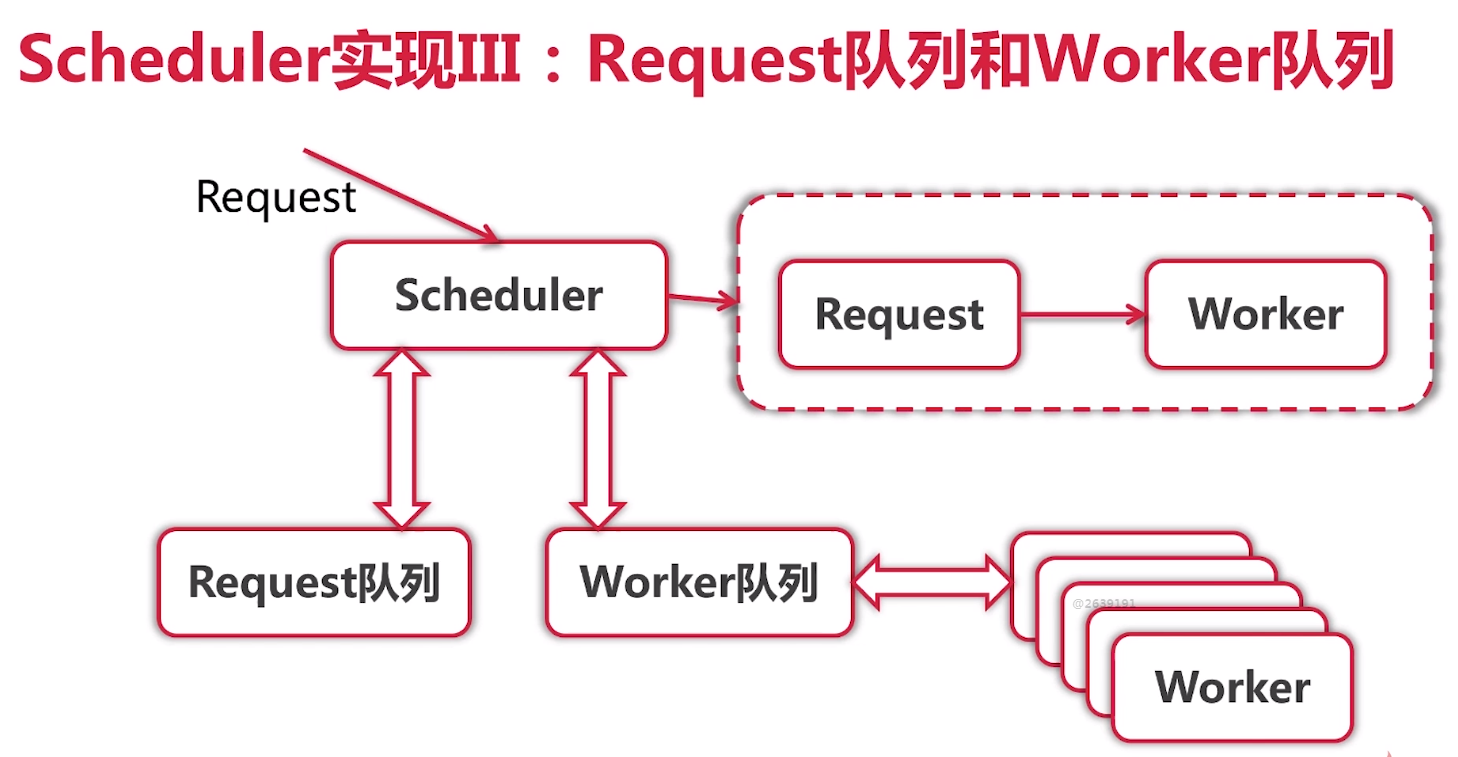 Scheduler实现III：Request队列和Worker队列
Request
Scheduler
Request
Worker
Request队列
Worker队列
@2639191
Worker